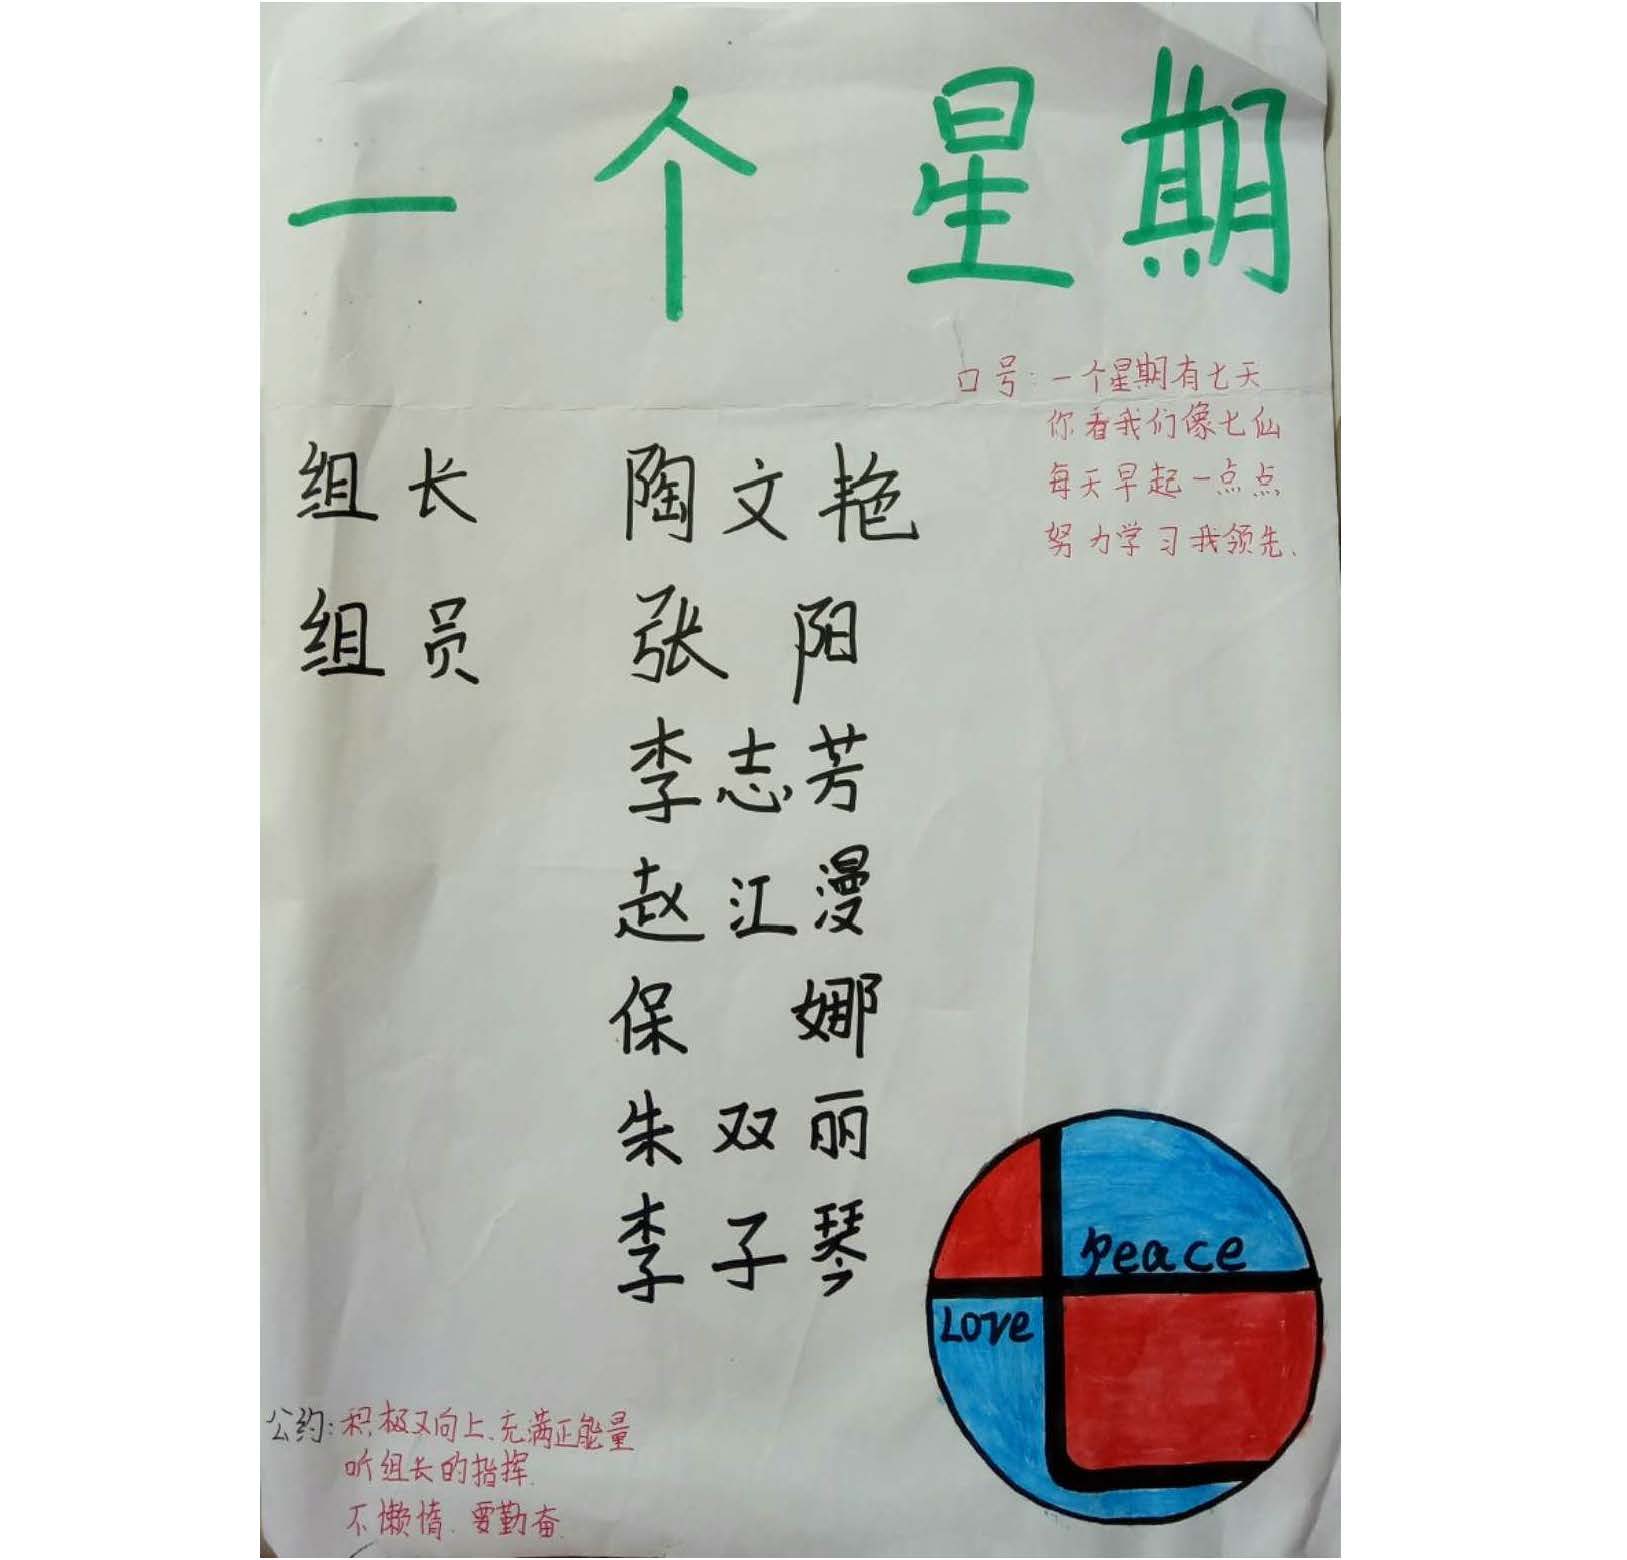 一个星期
口号:一个星期有七天
你看我们像七仙
每天早起一点点
努力学习我领先.
组长 陶文艳
组员 张阳
李志芳
赵江漫
保娜
朱双丽
李子琴
peace
Love
公约:积极又向上、充满正能量
听组长的指挥.
不懒惰.要勤奋